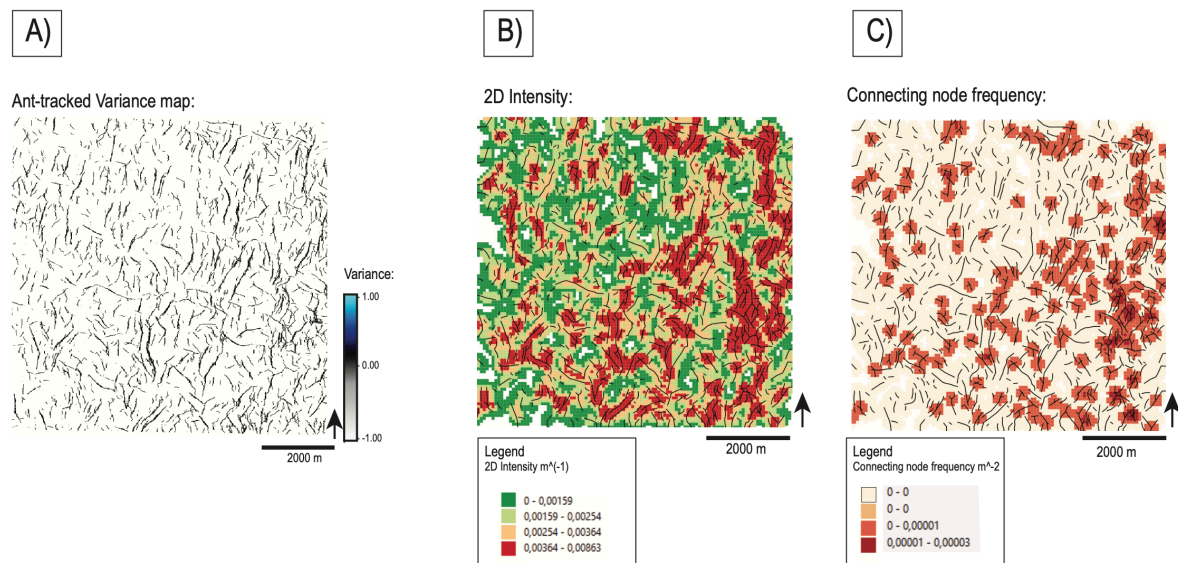 A)
Ant-tracked Variance map:
Variance:
1.00
0.00
-1.00
2000 m
B)
2D Intensity:
2000 m
Legend
2D Intensity m^(-1)
0 - 0,00159
0,00159 - 0,00254
0,00254 - 0,00364
0,00364 - 0,00863
C)
Connecting node frequency:
2000 m
Legend
Connecting node frequency m^-2
0 - 0
0 - 0
0 - 0,00001
0,00001 - 0,00003